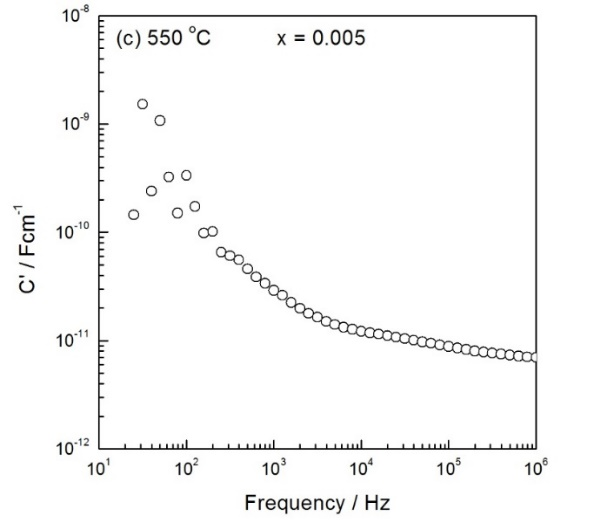 (c) 550 °C x = 0.005
10⁻⁸
10⁻⁹
10⁻¹⁰
10⁻¹¹
10⁻¹²
C' / Fcm⁻¹
10¹ 10² 10³ 10⁴ 10⁵ 10⁶
Frequency / Hz